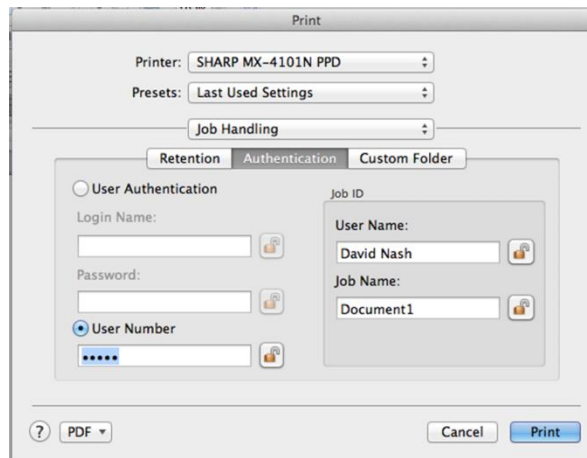 Print
Printer: SHARP MX-4101N PPD
Presets: Last Used Settings
Job Handling
Retention Authentication Custom Folder
User Authentication
Job ID
Login Name:
User Name:
David Nash
Password:
Job Name:
Document1
User Number
•••••
? PDF Cancel Print